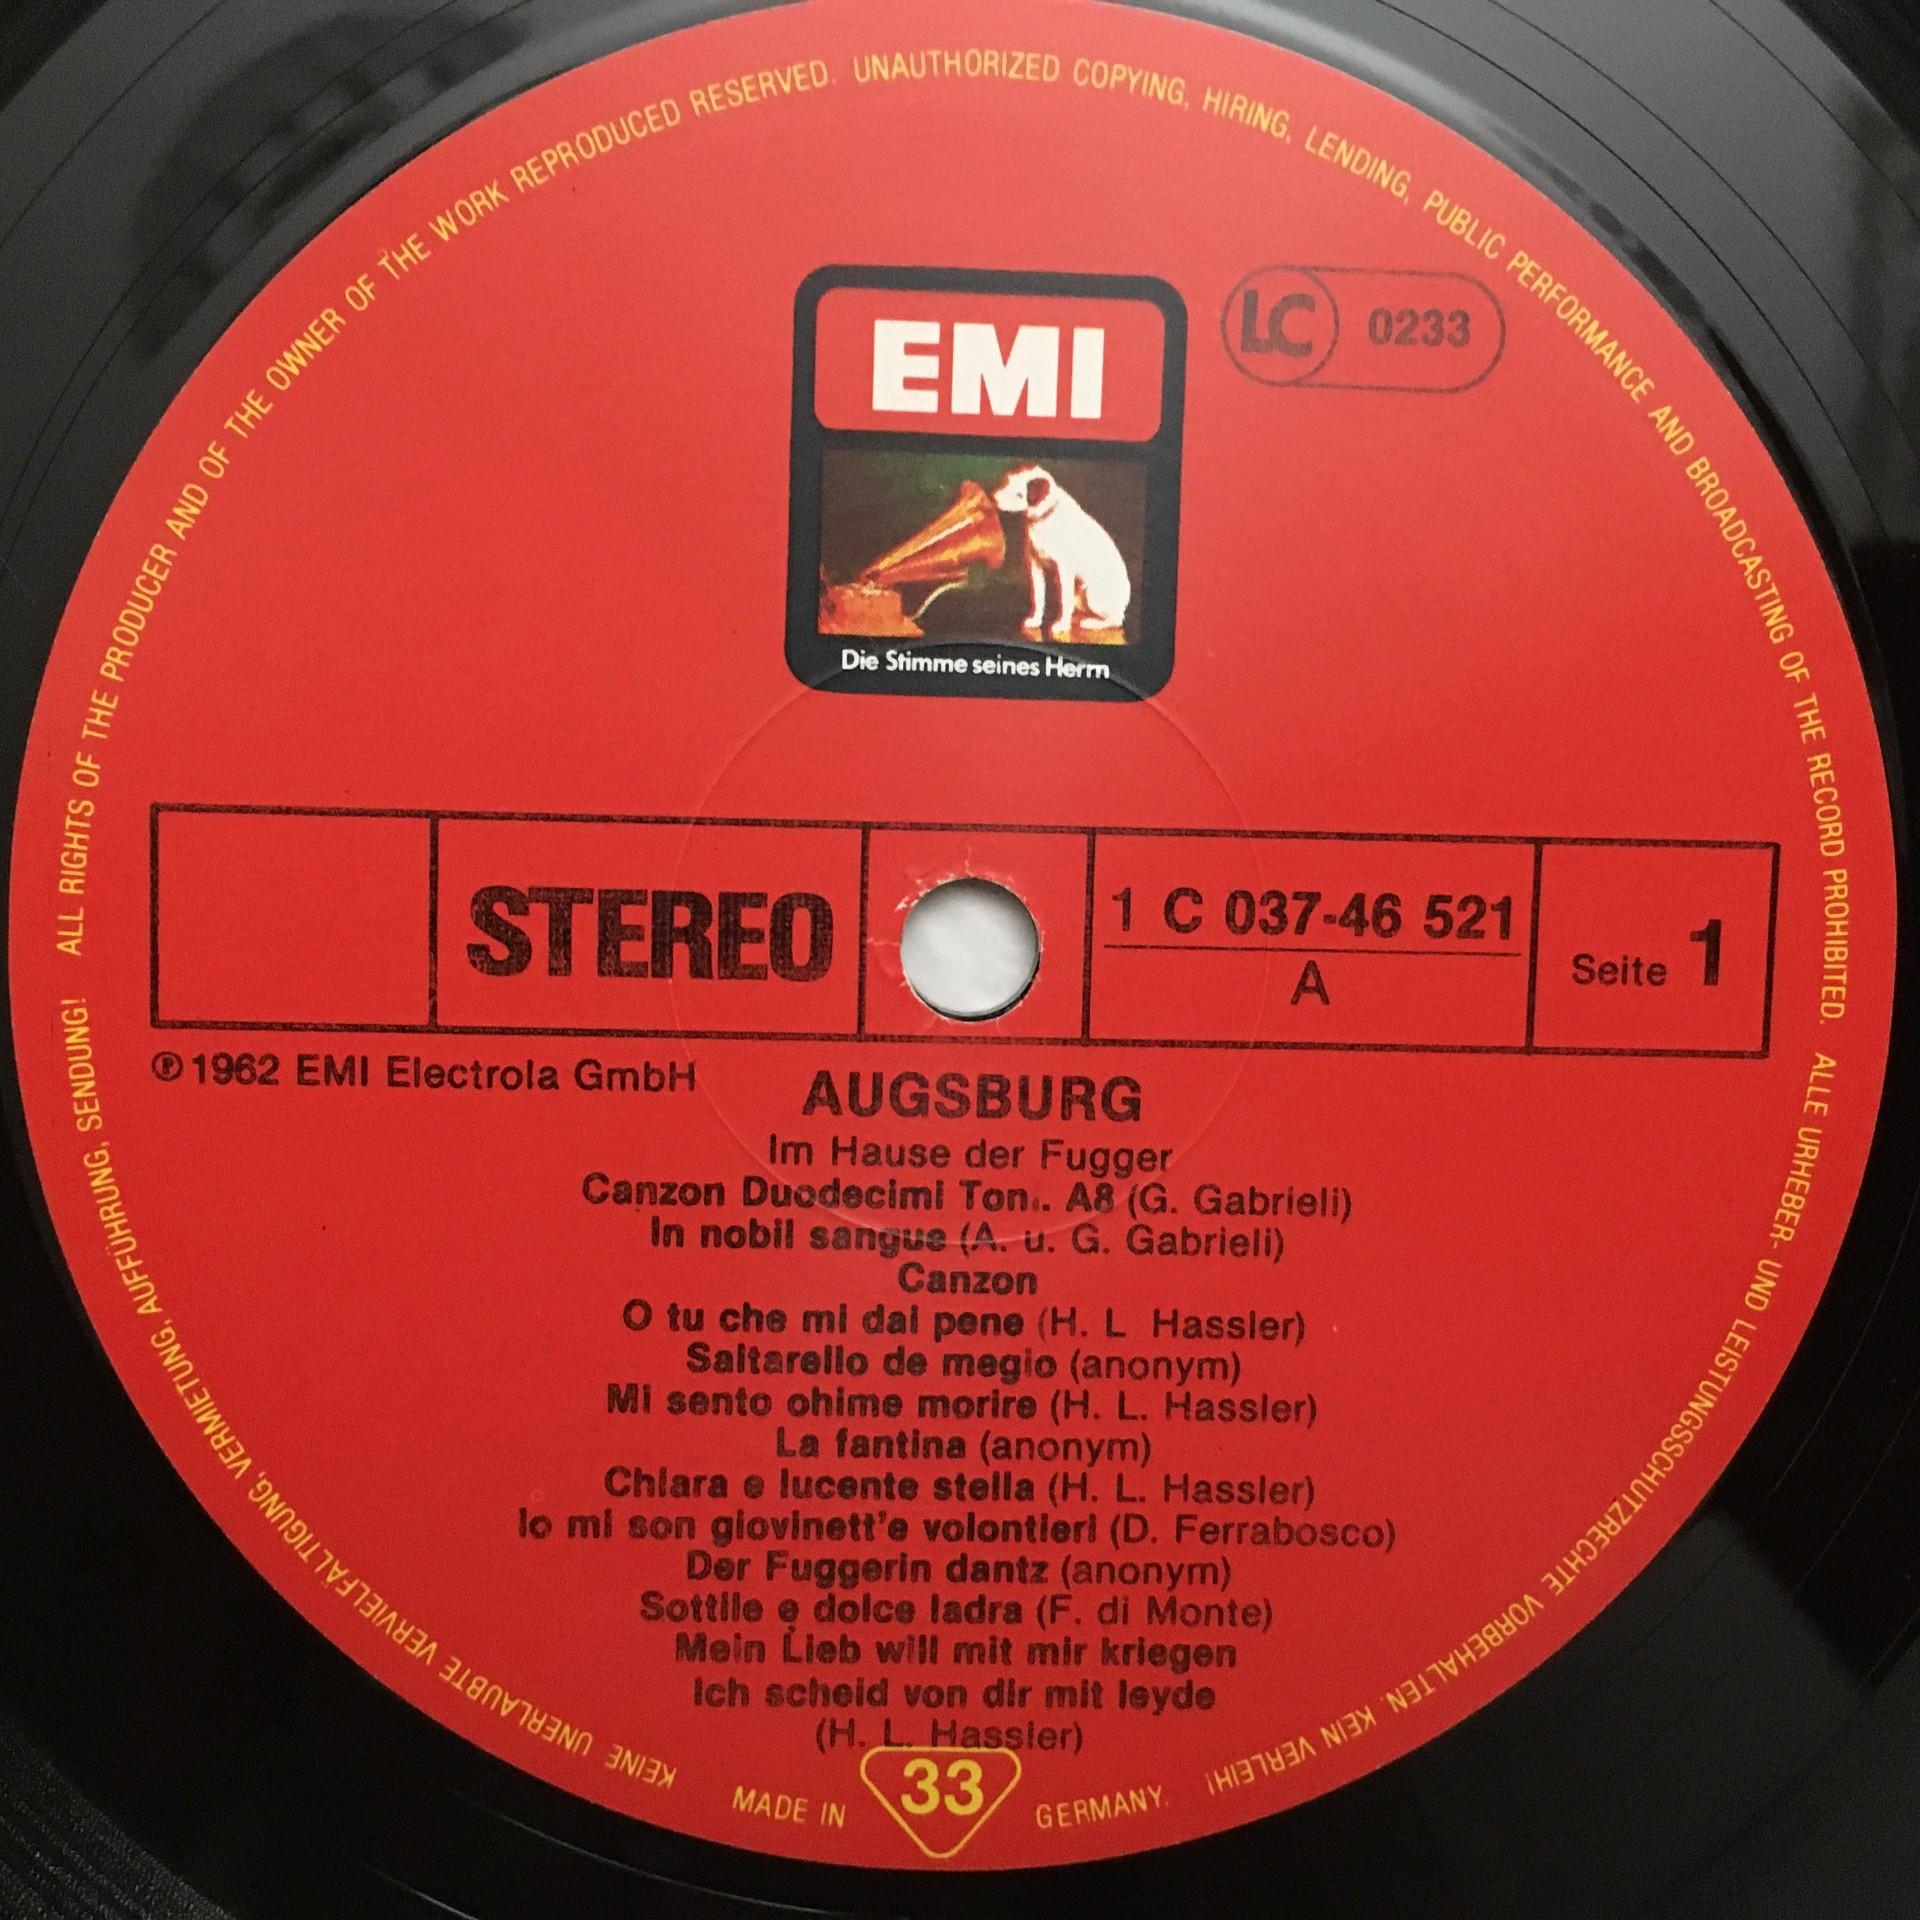 ALL RIGHTS OF THE PRODUCER AND OF THE OWNER OF THE WORK REPRODUCED RESERVED. UNAUTHORIZED COPYING, HIRING, LENDING, PUBLIC PERFORMANCE AND BROADCASTING OF THE RECORD PROHIBITED.
ALLE URHEBER- UND LEISTUNGSSCHUTZRECHTE VORBEHALTEN. KEIN VERLEIH!
KEINE UNERLAUBTE VERVIELFÄLTIGUNG, VERMIETUNG, AUFFÜHRUNG, SENDUNG!
EMI
LC 0233
Die Stimme seines Herrn
STEREO
1 C 037-46 521
A
Seite 1
℗ 1962 EMI Electrola GmbH
AUGSBURG
Im Hause der Fugger
Canzon Duodecimi Ton.. A8 (G. Gabrieli)
In nobil sangue (A. u. G. Gabrieli)
Canzon
O tu che mi dai pene (H. L Hassler)
Saltarello de megio (anonym)
Mi sento ohime morire (H. L. Hassler)
La fantina (anonym)
Chiara e lucente stella (H. L. Hassler)
Io mi son giovinett'e volontieri (D. Ferrabosco)
Der Fuggerin dantz (anonym)
Sottile e dolce ladra (F. di Monte)
Mein Lieb will mit mir kriegen
Ich scheid von dir mit leyde
(H. L. Hassler)
MADE IN 33 GERMANY.